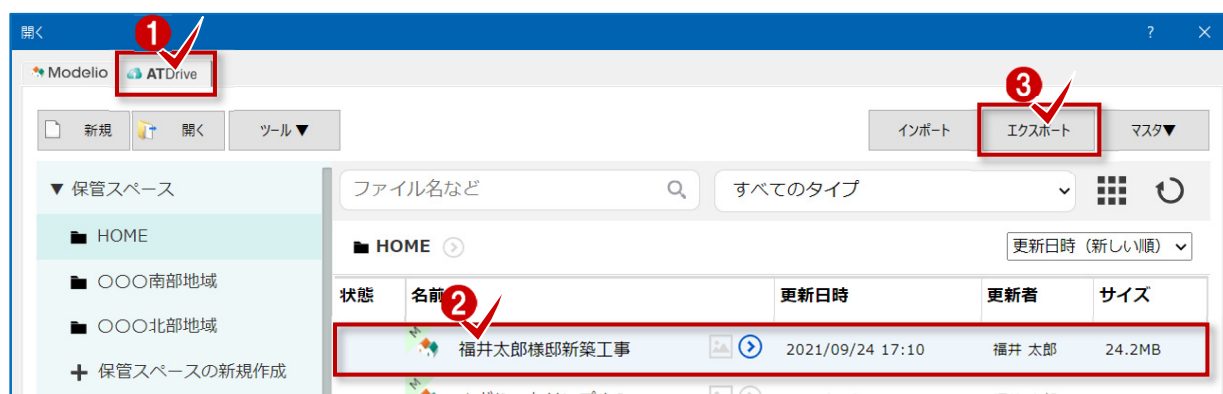 開く
1
? ×
Modelio ATDrive
3
新規 開く ツール▼ インポート エクスポート マスタ▼
▼ 保管スペース
ファイル名など すべてのタイプ
HOME
HOME 更新日時（新しい順）
〇〇〇南部地域
状態 名前 更新日時 更新者 サイズ
2
〇〇〇北部地域
M 福井太郎様邸新築工事 2021/09/24 17:10 福井 太郎 24.2MB
+ 保管スペースの新規作成
M